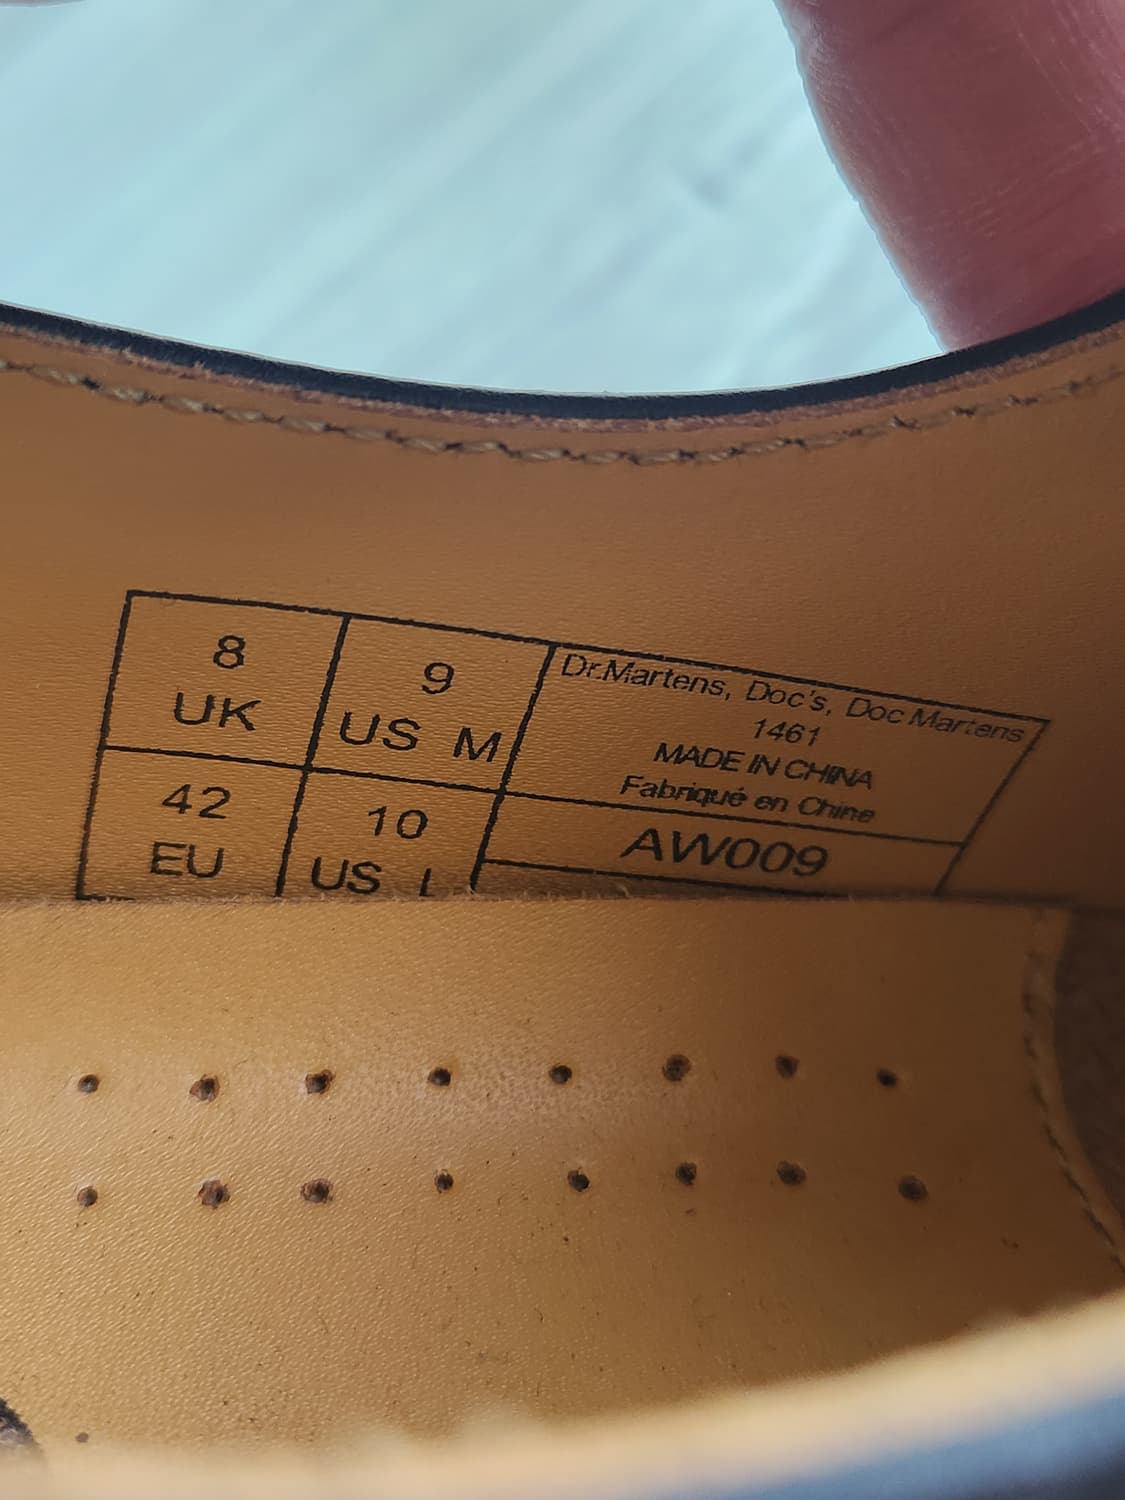 8
UK
9
US M
42
EU
10
US L
Dr.Martens, Doc's, Doc Martens
1461
MADE IN CHINA
Fabriqué en Chine
AW009